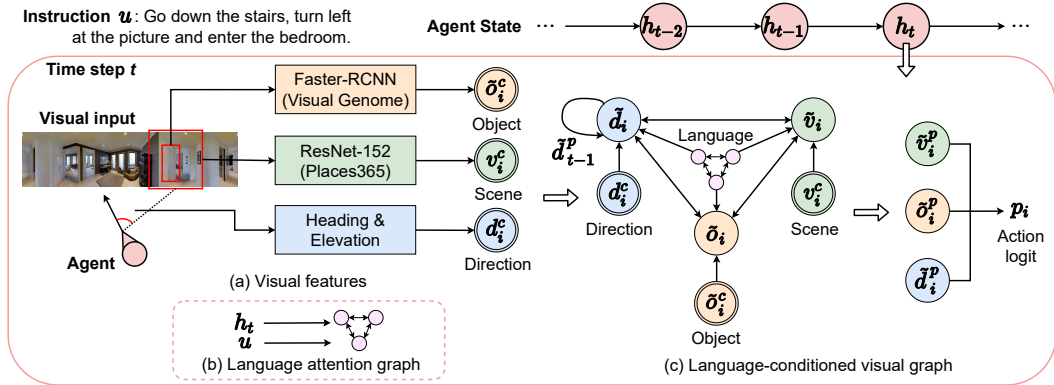 Instruction u: Go down the stairs, turn left
at the picture and enter the bedroom.
Agent State
...
h_{t-2}
h_{t-1}
h_t
...
Time step t
Visual input
Agent
Faster-RCNN
(Visual Genome)
õ_i^c
Object
ResNet-152
(Places365)
v_i^c
Scene
Heading &
Elevation
d_i^c
Direction
(a) Visual features
h_t
u
(b) Language attention graph
d̃_i
d̃_{t-1}^p
Language
ṽ_i
d_i^c
Direction
v_i^c
Scene
õ_i
õ_i^c
Object
(c) Language-conditioned visual graph
ṽ_i^p
õ_i^p
d̃_i^p
p_i
Action
logit